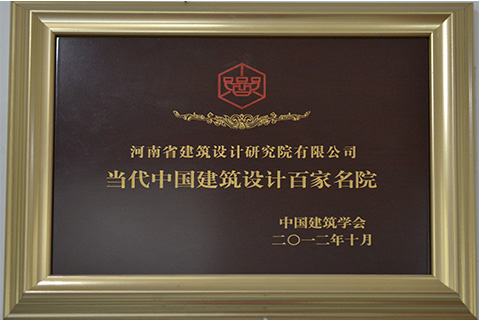 河南省建筑设计研究院有限公司
当代中国建筑设计百家名院
中国建筑学会
二〇一二年十月